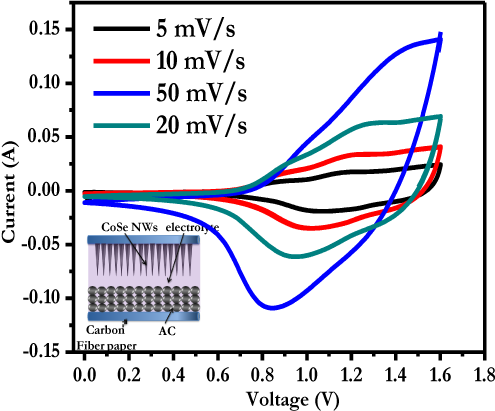 0.15
0.10
0.05
0.00
-0.05
-0.10
-0.15
Current (A)
5 mV/s
10 mV/s
50 mV/s
20 mV/s
CoSe NWs electrolyte
Carbon AC
Fiber paper
0.0 0.2 0.4 0.6 0.8 1.0 1.2 1.4 1.6 1.8
Voltage (V)